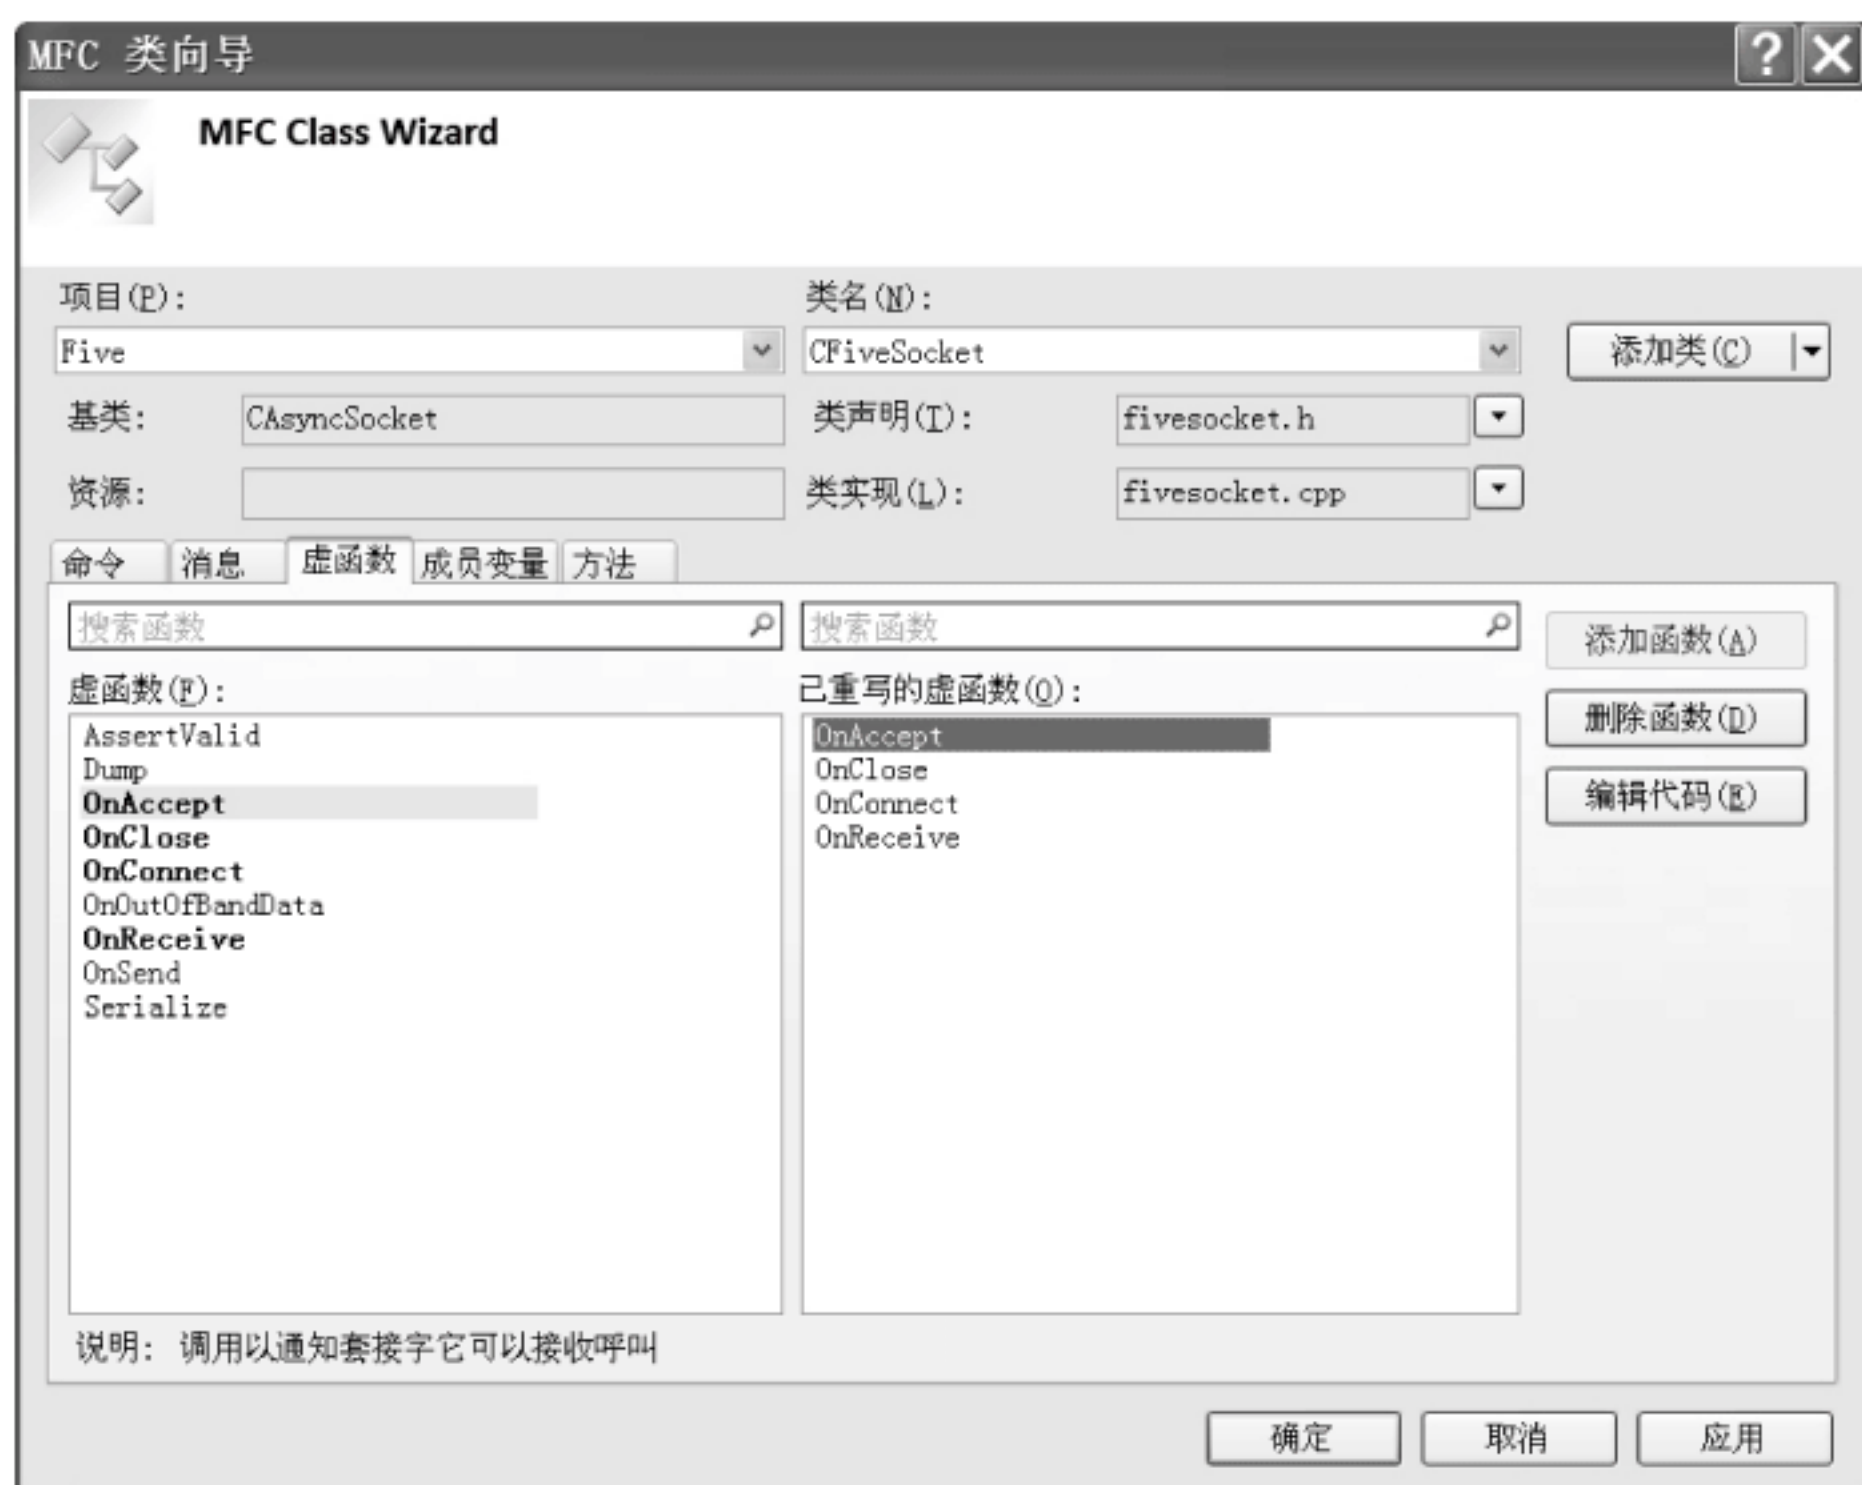 MFC 类向导
MFC Class Wizard
项目(P):
类名(N):
Five
CFiveSocket
添加类(C)
基类:
CAsyncSocket
类声明(T):
fivesocket.h
资源:
类实现(L):
fivesocket.cpp
命令
消息
虚函数
成员变量
方法
搜索函数
搜索函数
添加函数(A)
虚函数(F):
已重写的虚函数(O):
删除函数(D)
编辑代码(E)
AssertValid
Dump
OnAccept
OnClose
OnConnect
OnOutOfBandData
OnReceive
OnSend
Serialize
OnAccept
OnClose
OnConnect
OnReceive
说明: 调用以通知套接字它可以接收呼叫
确定
取消
应用